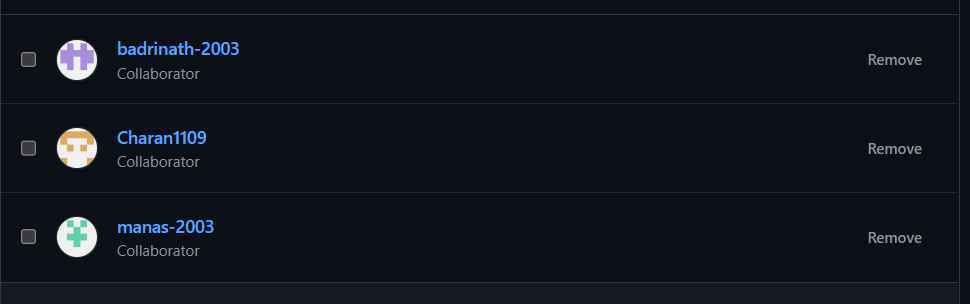 badrinath-2003
Collaborator
Remove
Charan1109
Collaborator
Remove
manas-2003
Collaborator
Remove